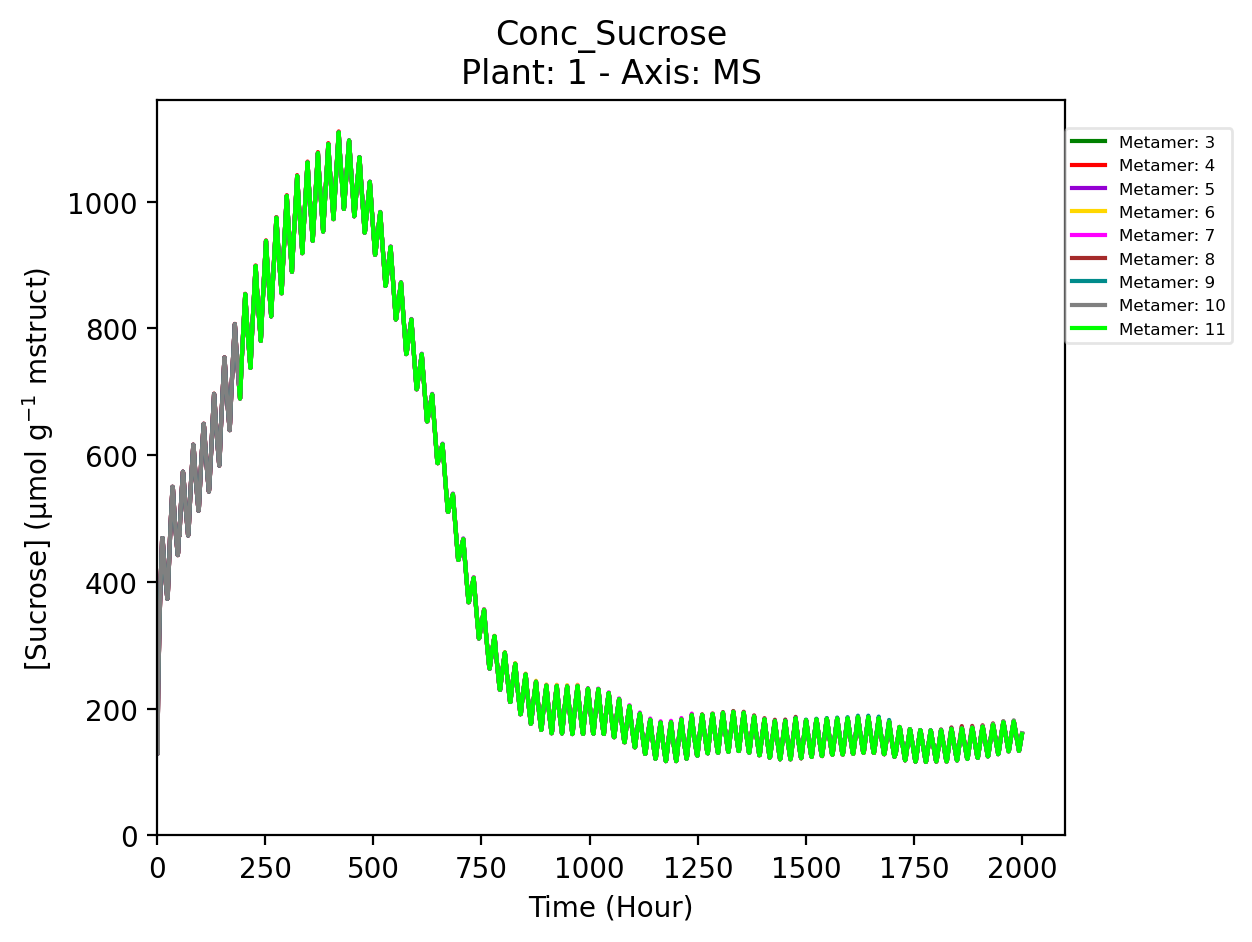 Conc_Sucrose
Plant: 1 - Axis: MS
[Sucrose] (µmol g⁻¹ mstruct)
1000
800
600
400
200
0
0 250 500 750 1000 1250 1500 1750 2000
Time (Hour)
Metamer: 3
Metamer: 4
Metamer: 5
Metamer: 6
Metamer: 7
Metamer: 8
Metamer: 9
Metamer: 10
Metamer: 11